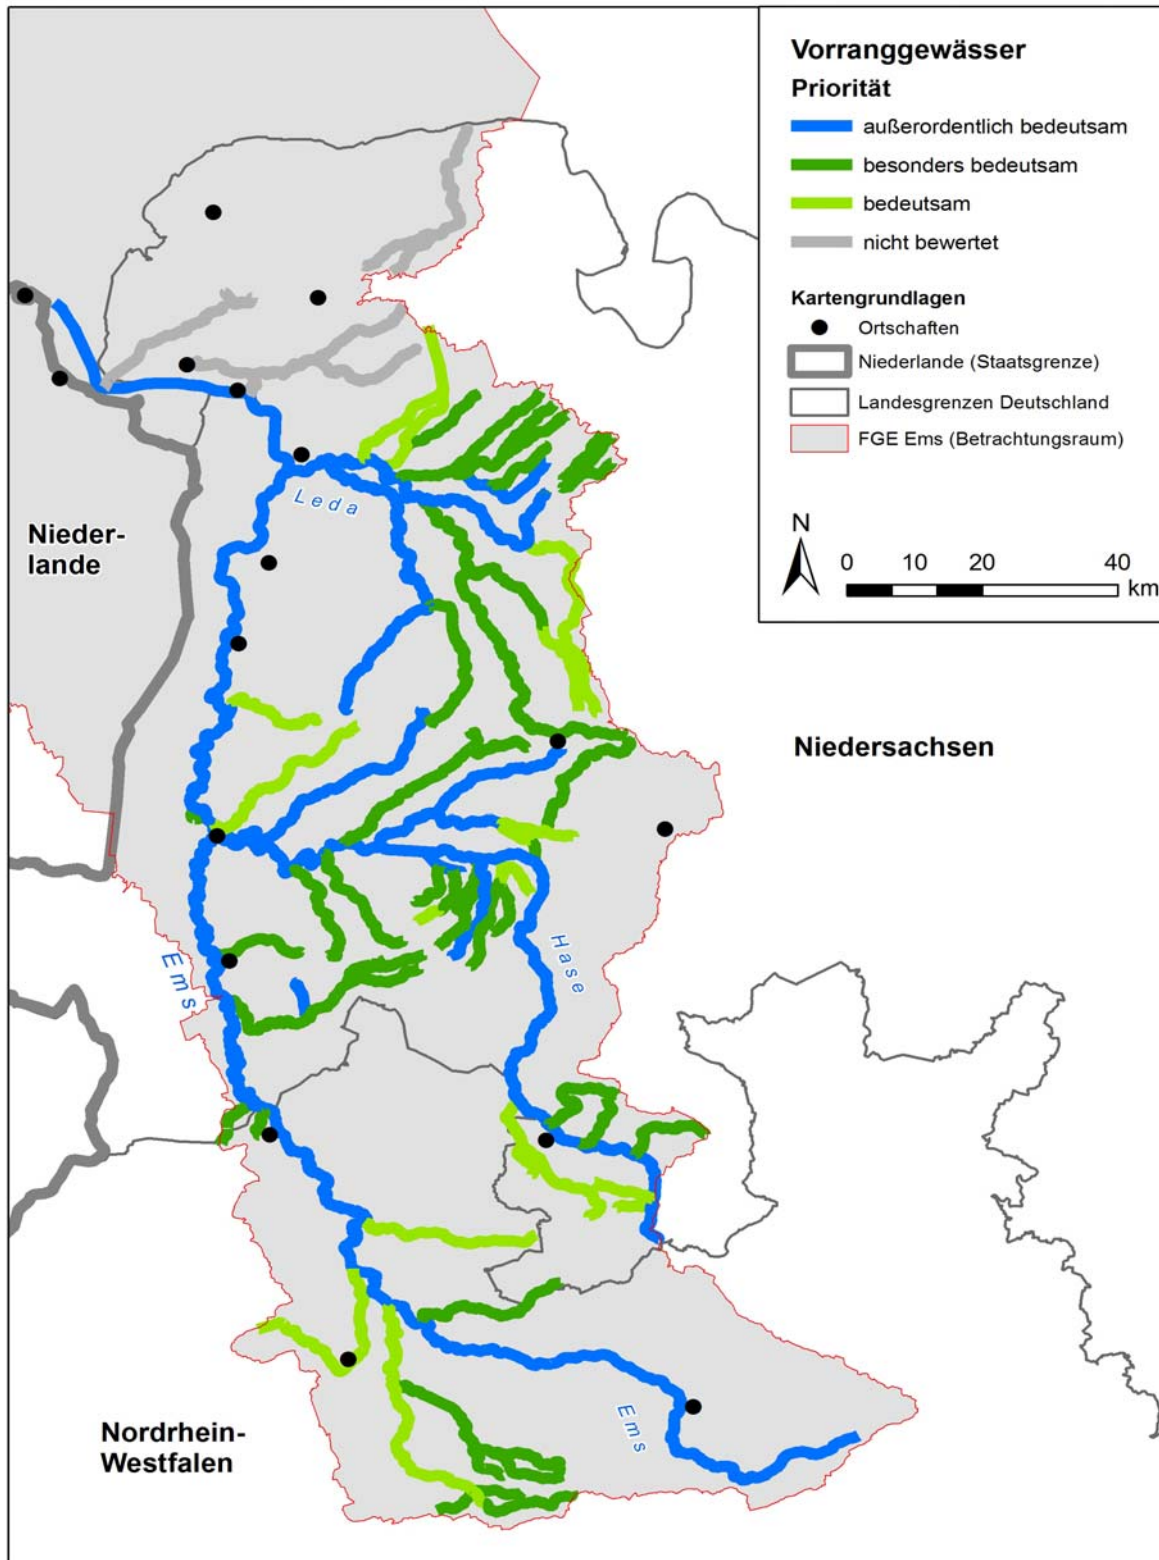 Vorranggewässer
Priorität
außerordentlich bedeutsam
besonders bedeutsam
bedeutsam
nicht bewertet
Kartengrundlagen
Ortschaften
Niederlande (Staatsgrenze)
Landesgrenzen Deutschland
FGE Ems (Betrachtungsraum)
N
0 10 20 40
km
Leda
Nieder-
lande
Niedersachsen
Hase
Ems
Ems
Nordrhein-
Westfalen